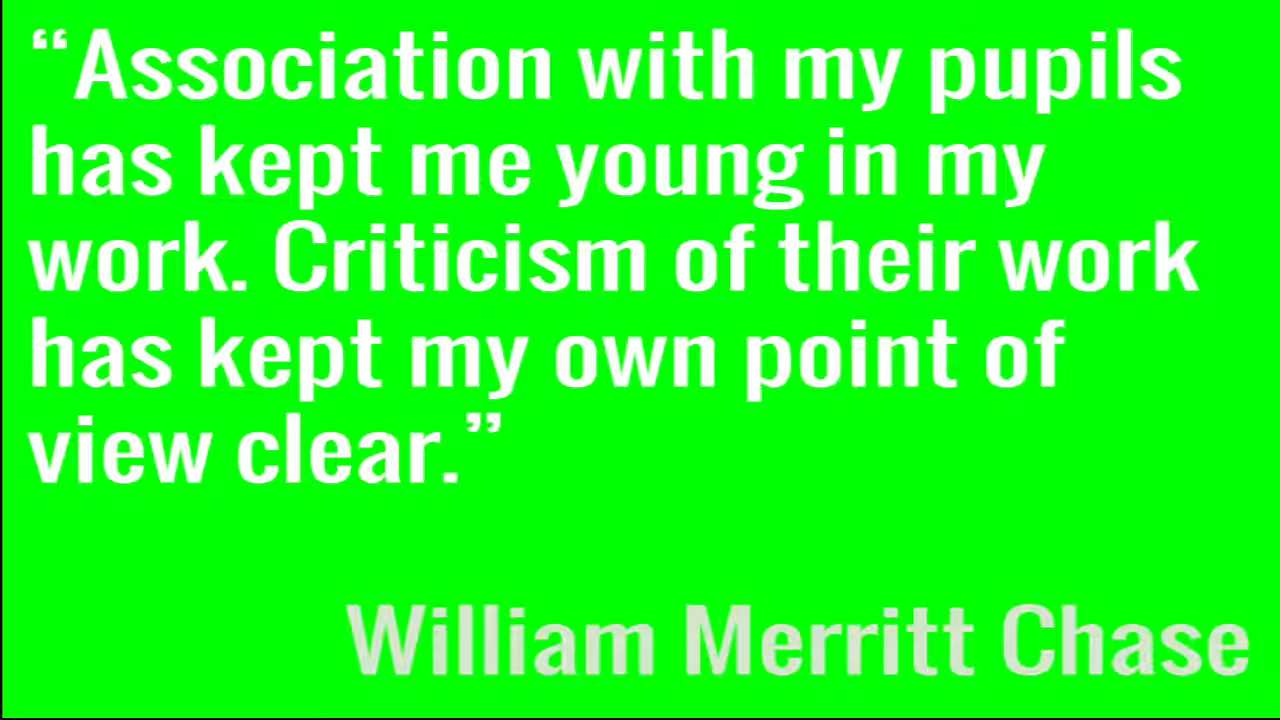 “Association with my pupils
has kept me young in my
work. Criticism of their work
has kept my own point of
view clear.”
William Merritt Chase